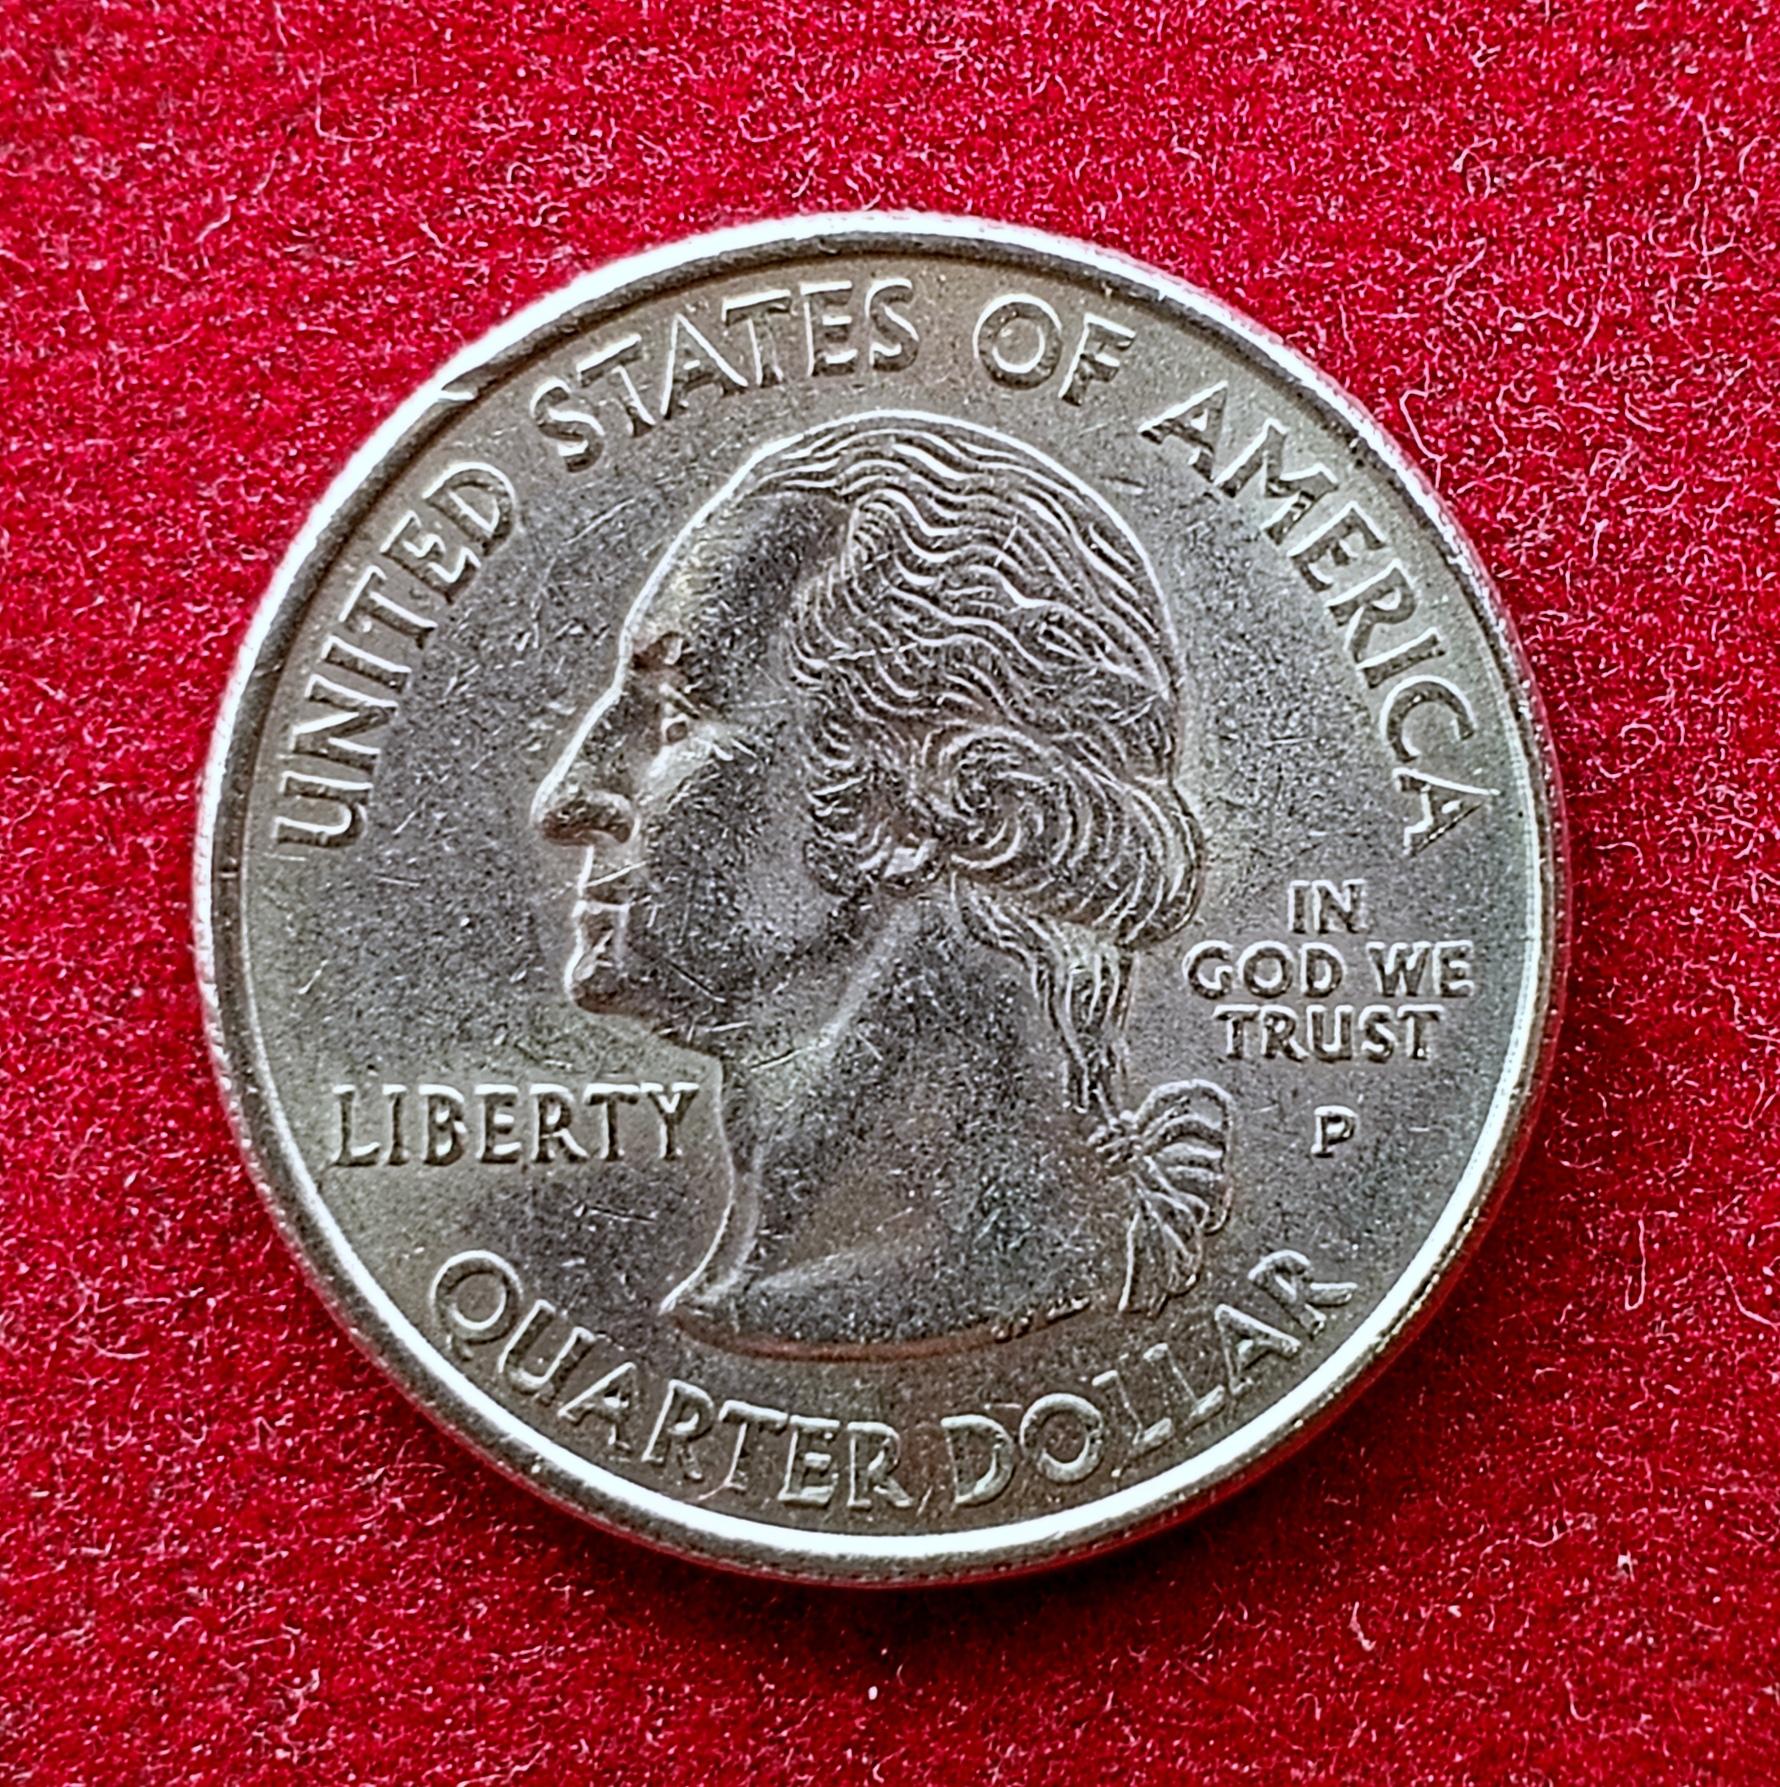 UNITED STATES OF AMERICA
IN
GOD WE
TRUST
LIBERTY
P
QUARTER DOLLAR